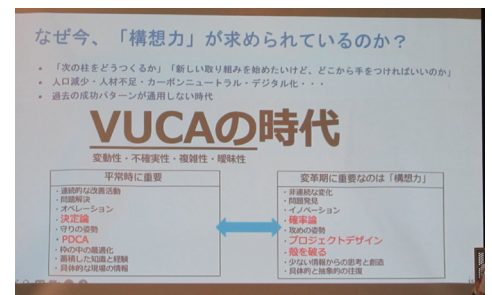 なぜ今、「構想力」が求められているのか？
• 「次の柱をどうつくるか」「新しい取り組みを始めたいけど、どこから手をつければいいのか」
• 人口減少・人材不足・カーボンニュートラル・デジタル化・・・
• 過去の成功パターンが通用しない時代
VUCAの時代
変動性・不確実性・複雑性・曖昧性
平常時に重要
・連続的な改善活動
・問題解決
・オペレーション
・決定論
・守りの姿勢
・PDCA
・枠の中の最適化
・蓄積した知識と経験
・具体的な現場の情報
変革期に重要なのは「構想力」
・非連続な変化
・問題発見
・イノベーション
・確率論
・攻めの姿勢
・プロジェクトデザイン
・殻を破る
・少ない情報からの思考と創造
・具体的と抽象的の往復